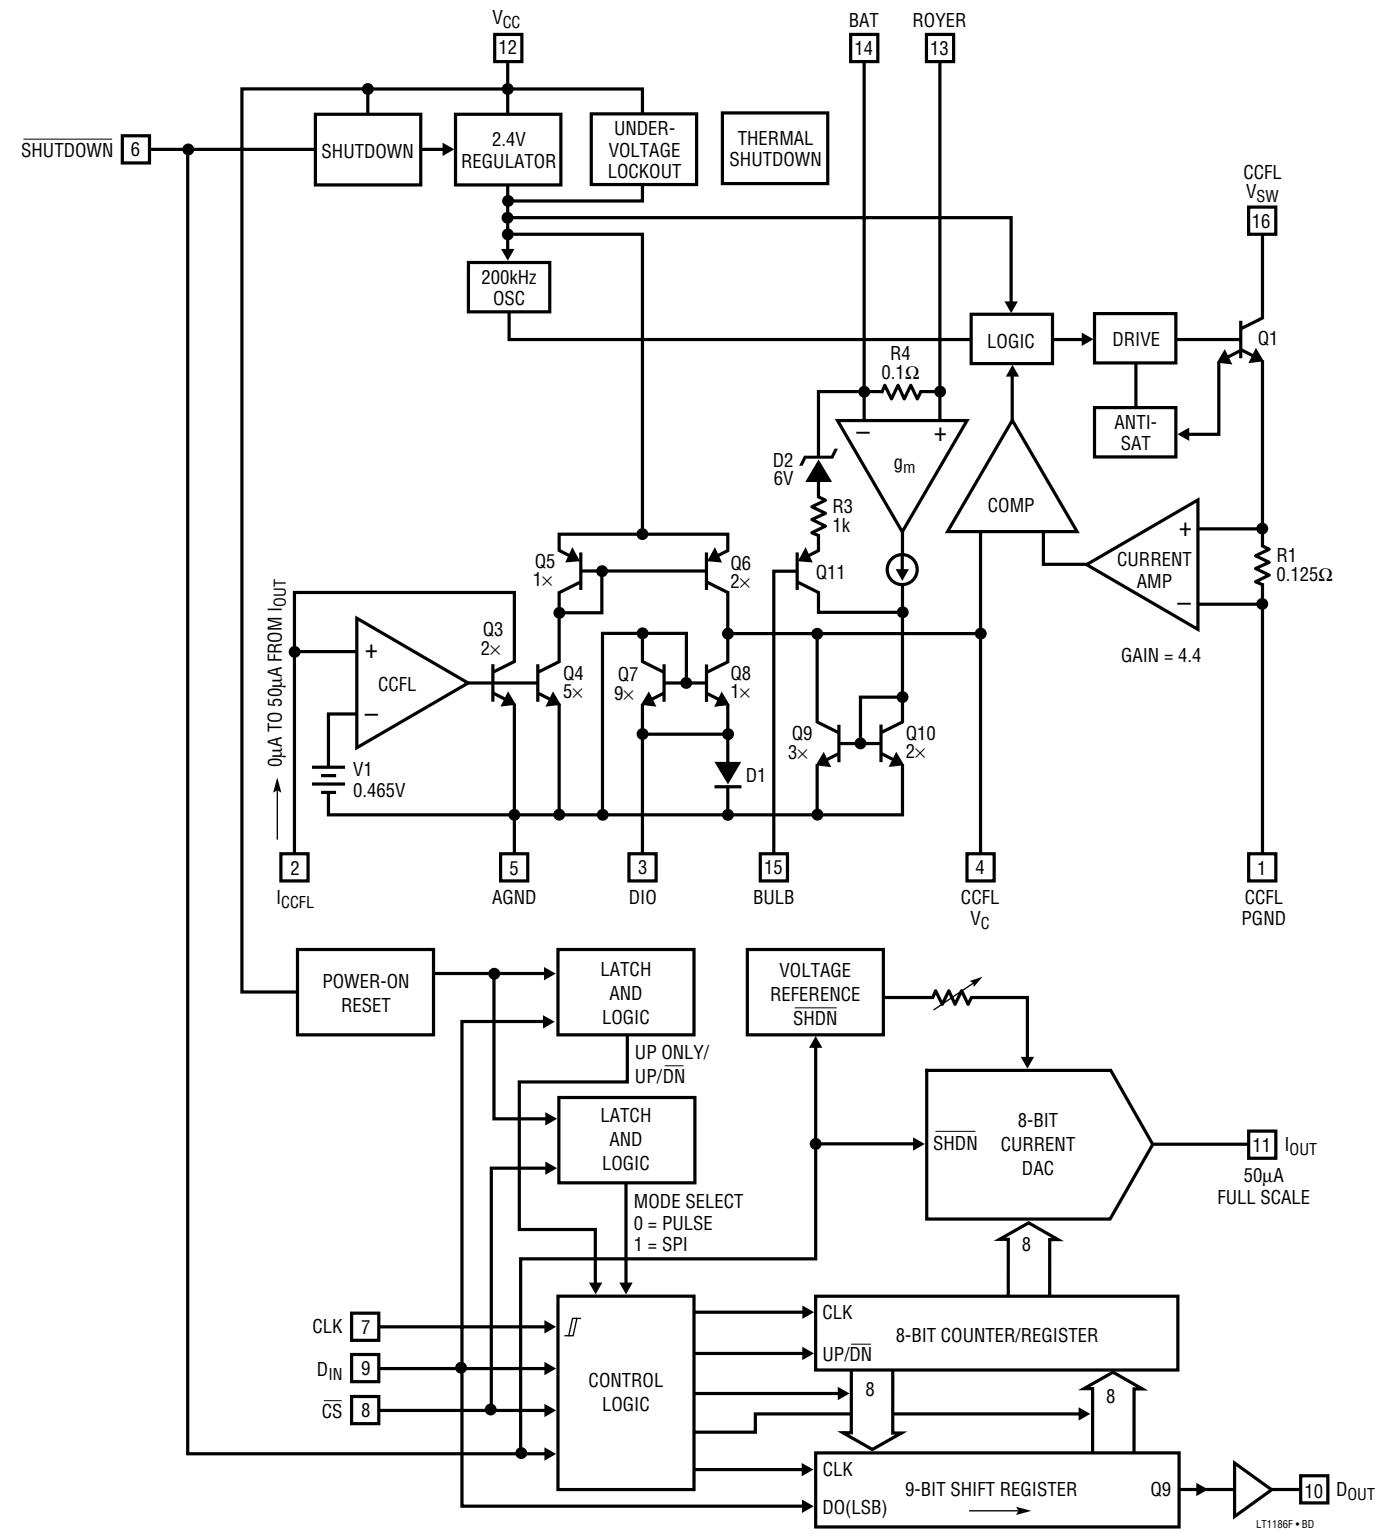 VCC
12
BAT
14
ROYER
13
SHUTDOWN
6
SHUTDOWN
2.4V
REGULATOR
UNDER-
VOLTAGE
LOCKOUT
THERMAL
SHUTDOWN
CCFL
VSW
16
200kHz
OSC
LOGIC
DRIVE
Q1
R4
0.1Ω
ANTI-
SAT
–
+
gm
D2
6V
R3
1k
COMP
Q5
1×
Q6
2×
Q11
CURRENT
AMP
+
–
R1
0.125Ω
GAIN = 4.4
0µA TO 50µA FROM IOUT
+
CCFL
–
Q3
2×
Q4
5×
Q7
9×
Q8
1×
Q9
3×
Q10
2×
V1
0.465V
D1
2
ICCFL
5
AGND
3
DIO
15
BULB
4
CCFL
VC
1
CCFL
PGND
POWER-ON
RESET
LATCH
AND
LOGIC
VOLTAGE
REFERENCE
SHDN
UP ONLY/
UP/DN
LATCH
AND
LOGIC
SHDN
8-BIT
CURRENT
DAC
11
IOUT
50µA
FULL SCALE
MODE SELECT
0 = PULSE
1 = SPI
8
CLK
7
DIN
9
CS
8
CONTROL
LOGIC
CLK
UP/DN
8-BIT COUNTER/REGISTER
8
8
CLK
DO(LSB)
9-BIT SHIFT REGISTER
Q9
10
DOUT
LT1186F • BD